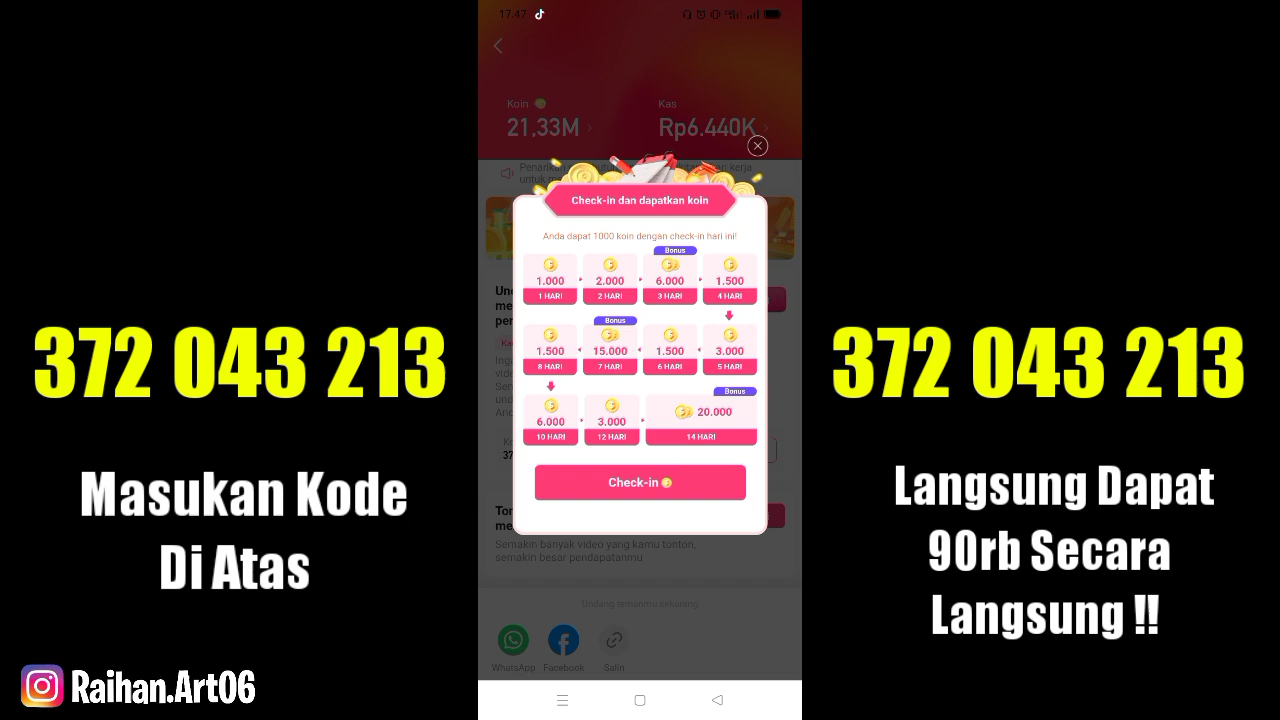 17.47
Koin
Kas
21,33M
Rp6.440K
Check-in dan dapatkan koin
Anda dapat 1000 koin dengan check-in hari ini!
Bonus
1.000 2.000 6.000 1.500
1 HARI 2 HARI 3 HARI 4 HARI
Bonus
1.500 15.000 1.500 3.000
8 HARI 7 HARI 6 HARI 5 HARI
Bonus
6.000 3.000 20.000
10 HARI 12 HARI 14 HARI
Check-in
Semakin banyak video yang kamu tonton,
semakin besar pendapatanmu
Undang temanmu sekarang
WhatsApp Facebook Salin
372 043 213
Masukan Kode
Di Atas
Raihan.Art06
372 043 213
Langsung Dapat
90rb Secara
Langsung !!